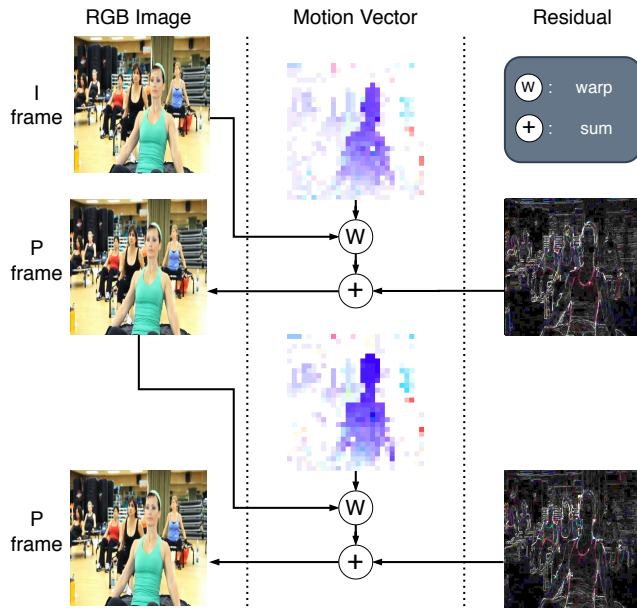 RGB Image
Motion Vector
Residual
I
frame
W : warp
+ : sum
P
frame
W
+
P
frame
W
+